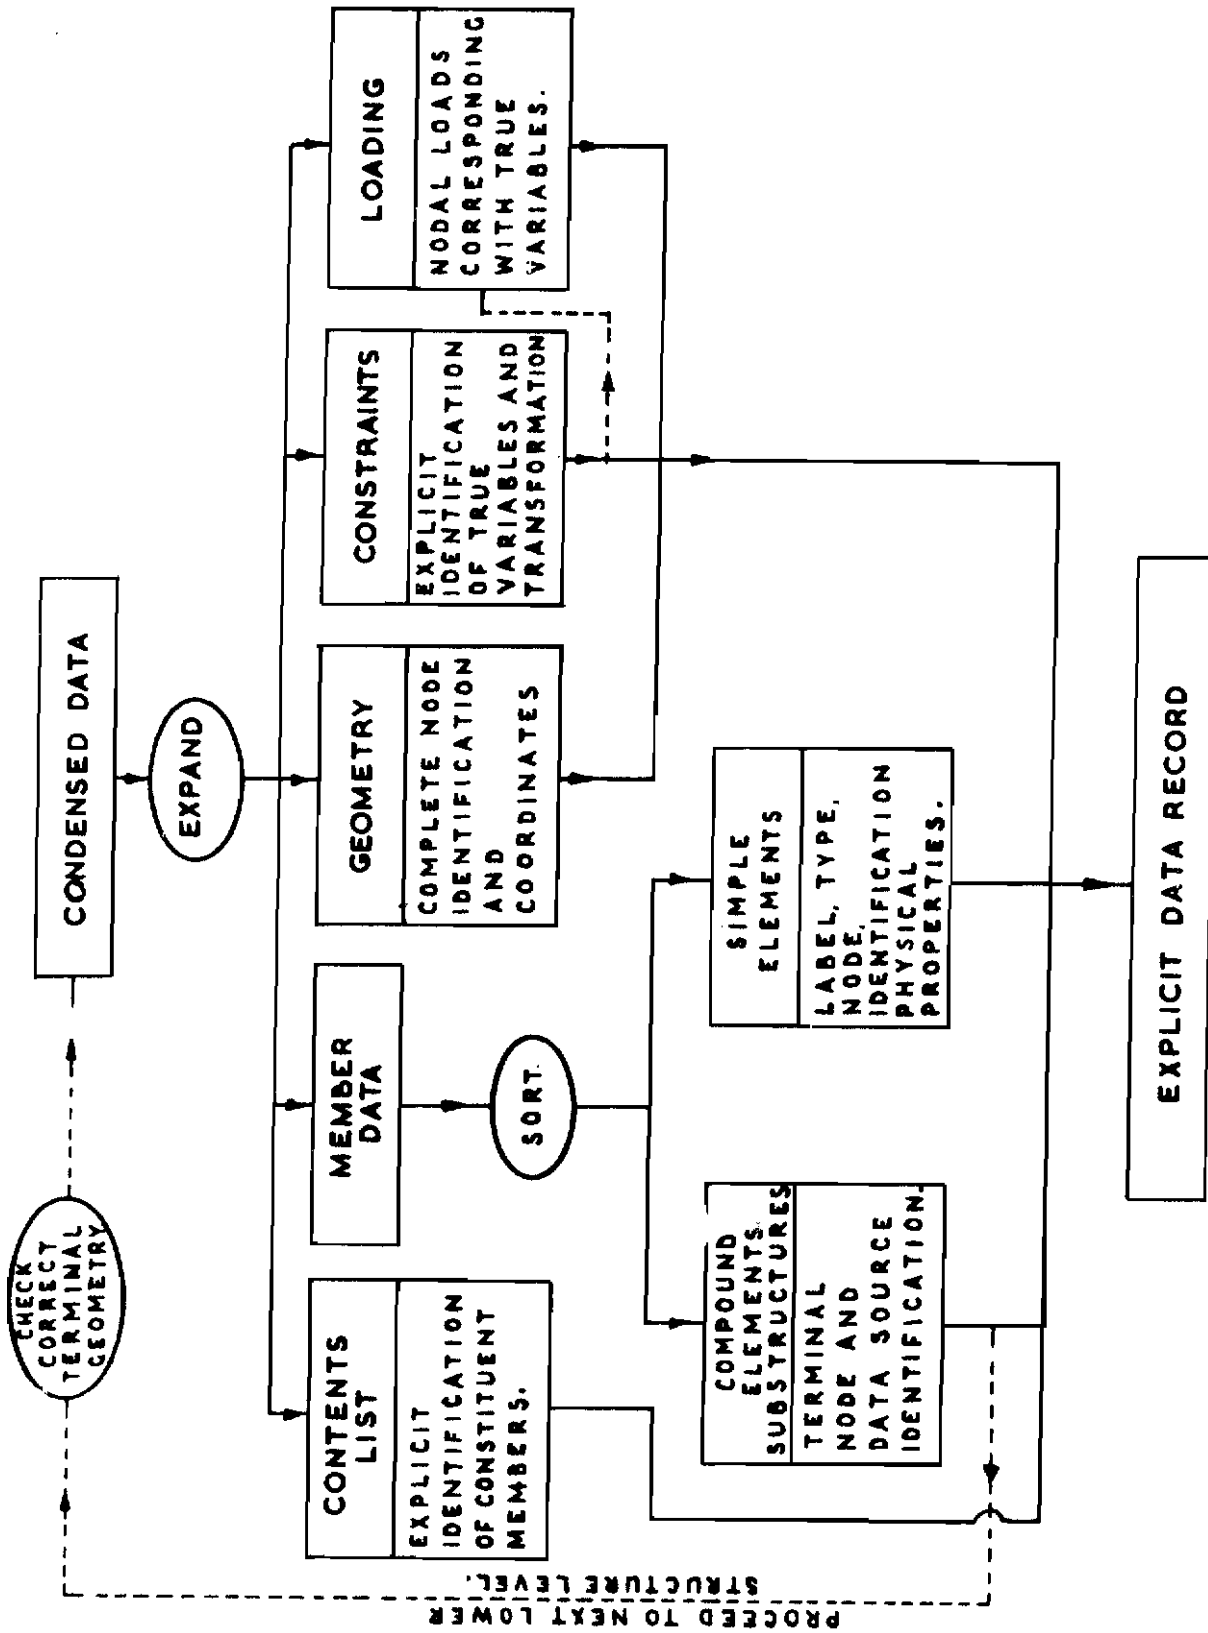 CHECK
CORRECT
TERMINAL
GEOMETRY
CONDENSED DATA
EXPAND
CONTENTS
LIST
EXPLICIT
IDENTIFICATION
OF CONSTITUENT
MEMBERS.
MEMBER
DATA
GEOMETRY
COMPLETE NODE
IDENTIFICATION
AND
COORDINATES
CONSTRAINTS
EXPLICIT
IDENTIFICATION
OF TRUE
VARIABLES AND
TRANSFORMATION
LOADING
NODAL LOADS
CORRESPONDING
WITH TRUE
VARIABLES.
SORT
COMPOUND
ELEMENTS
SUBSTRUCTURES
TERMINAL
NODE AND
DATA SOURCE
IDENTIFICATION.
SIMPLE
ELEMENTS
LABEL, TYPE,
NODE,
IDENTIFICATION
PHYSICAL
PROPERTIES.
PROCEED TO NEXT LOWER
STRUCTURE LEVEL.
EXPLICIT DATA RECORD